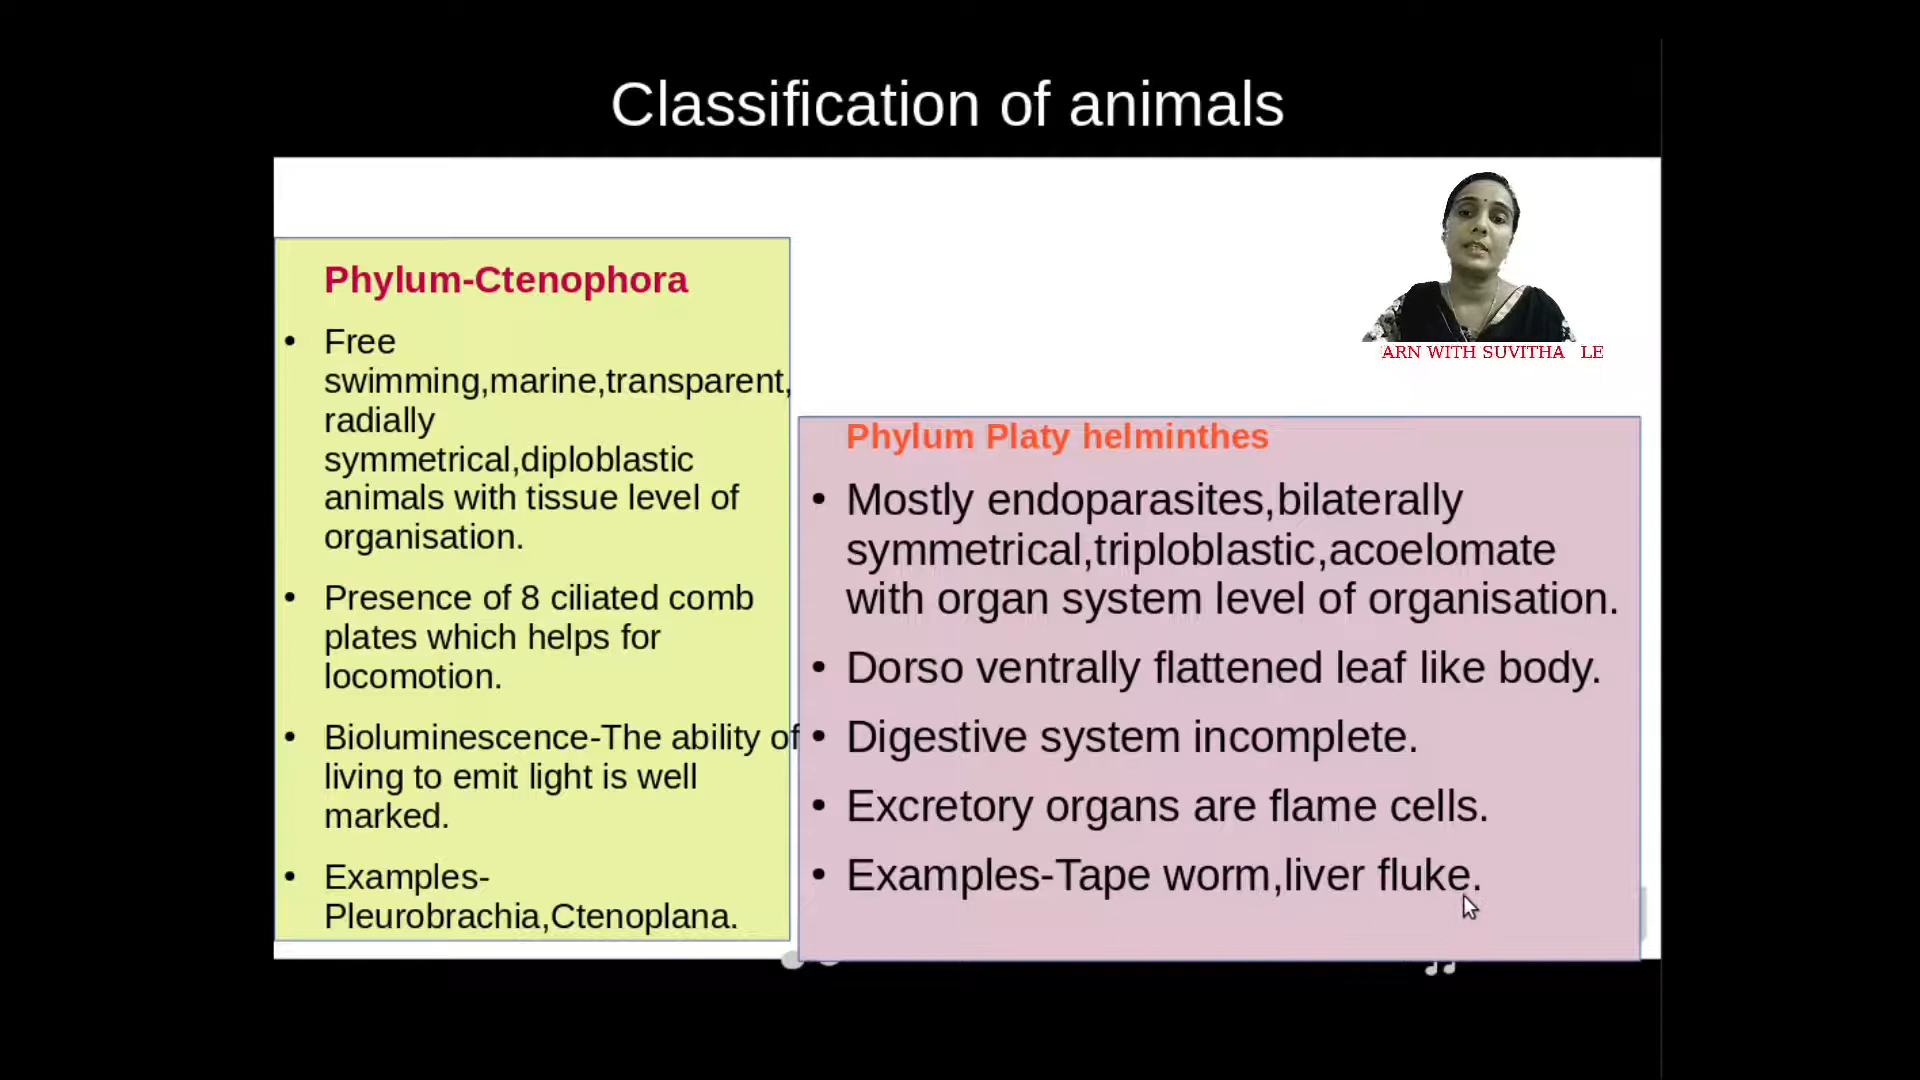 Classification of animals
ARN WITH SUVITHA LE
Phylum-Ctenophora
• Free
swimming,marine,transparent,
radially
symmetrical,diploblastic
animals with tissue level of
organisation.
• Presence of 8 ciliated comb
plates which helps for
locomotion.
• Bioluminescence-The ability of
living to emit light is well
marked.
• Examples-
Pleurobrachia,Ctenoplana.
Phylum Platy helminthes
• Mostly endoparasites,bilaterally
symmetrical,triploblastic,acoelomate
with organ system level of organisation.
• Dorso ventrally flattened leaf like body.
• Digestive system incomplete.
• Excretory organs are flame cells.
• Examples-Tape worm,liver fluke.